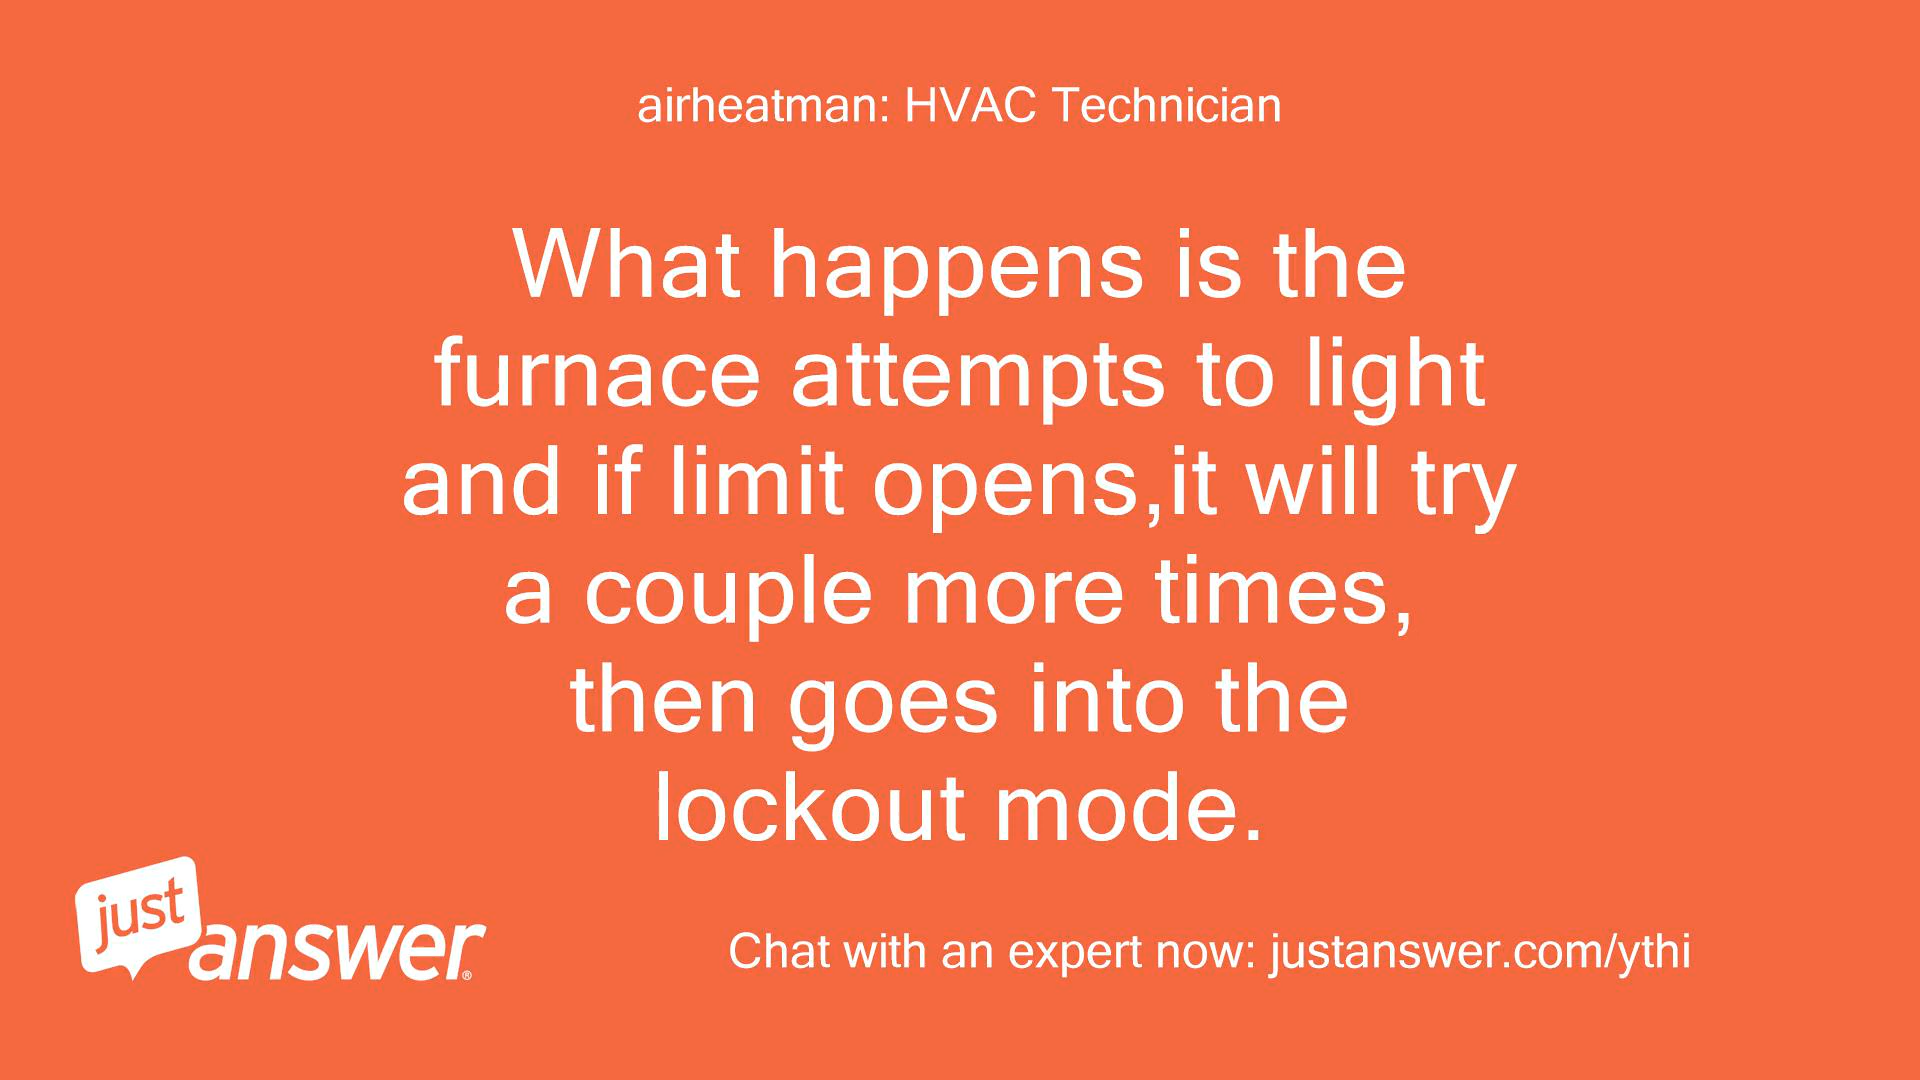 airheatman: HVAC Technician
What happens is the
furnace attempts to light
and if limit opens,it will try
a couple more times,
then goes into the
lockout mode.
just
answer®
Chat with an expert now: justanswer.com/ythi